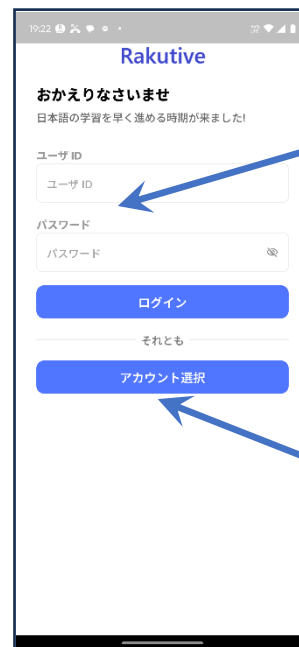 19:22
Rakutive
おかえりなさいませ
日本語の学習を早く進める時期が来ました!
ユーザ ID
ユーザ ID
パスワード
パスワード
ログイン
それとも
アカウント選択